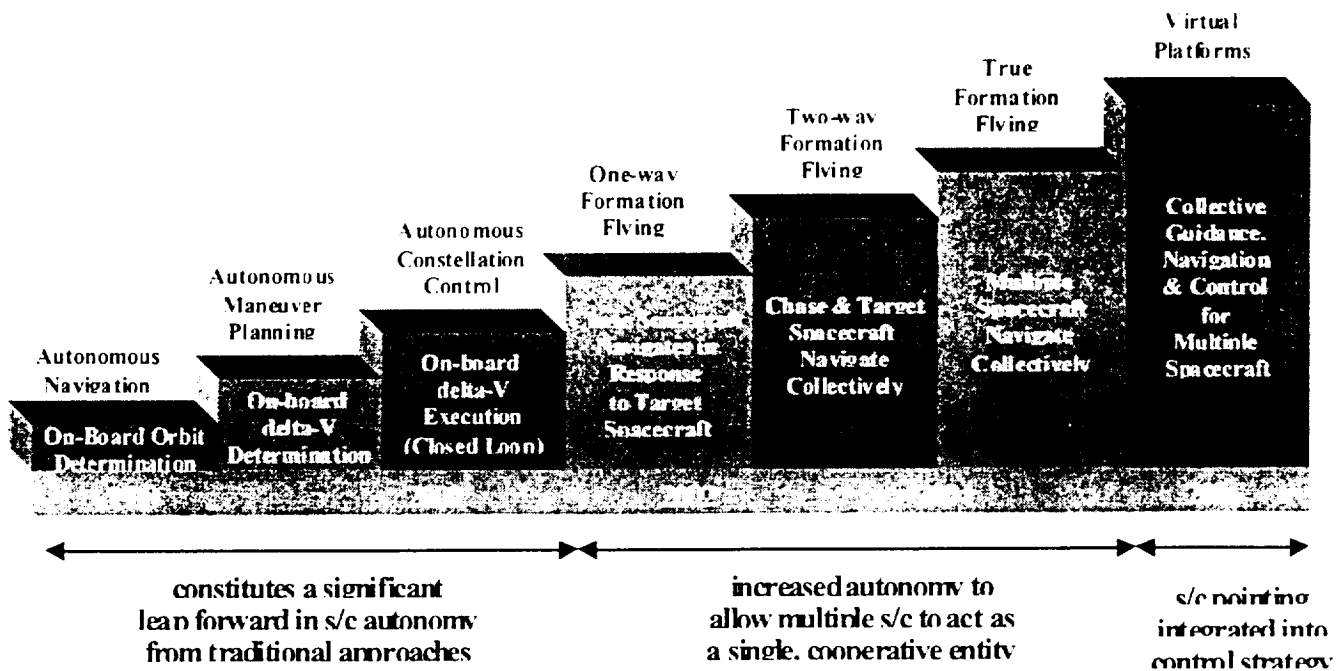 Virtual
Platforms
True
Formation
Flying
Two-way
Formation
Flying
One-way
Formation
Flying
Autonomous
Constellation
Control
Autonomous
Maneuver
Planning
Autonomous
Navigation
On-Board Orbit
Determination
On-board
delta-V
Determination
On-board
delta-V
Execution
(Closed Loop)
Navigates in
Response
to Target
Spacecraft
Chase & Target
Spacecraft
Navigate
Collectively
Multiple
Spacecraft
Navigate
Collectively
Collective
Guidance,
Navigation
& Control
for
Multiple
Spacecraft
constitutes a significant
leap forward in s/c autonomy
from traditional approaches
increased autonomy to
allow multiple s/c to act as
a single, cooperative entity
s/c pointing
integrated into
control strategy